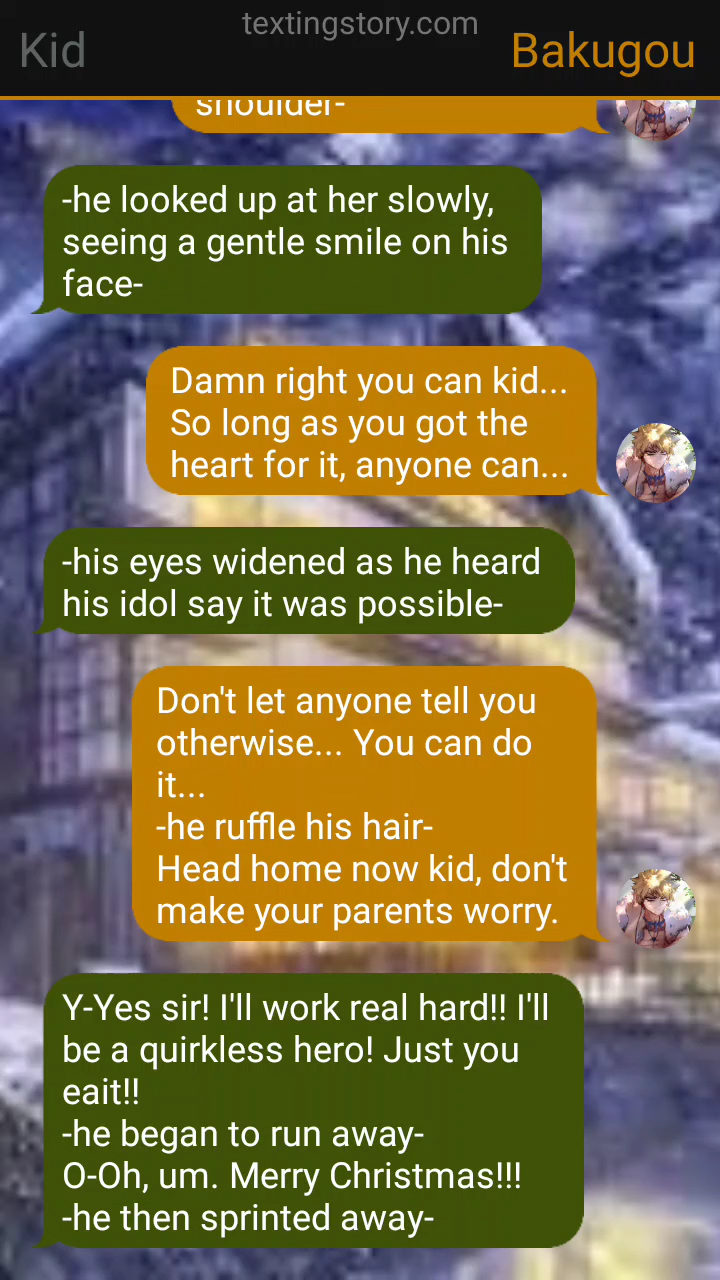 textingstory.com
Kid
Bakugou
shoulder-
-he looked up at her slowly,
seeing a gentle smile on his
face-
Damn right you can kid...
So long as you got the
heart for it, anyone can...
-his eyes widened as he heard
his idol say it was possible-
Don't let anyone tell you
otherwise... You can do
it...
-he ruffle his hair-
Head home now kid, don't
make your parents worry.
Y-Yes sir! I'll work real hard!! I'll
be a quirkless hero! Just you
eait!!
-he began to run away-
O-Oh, um. Merry Christmas!!!
-he then sprinted away-